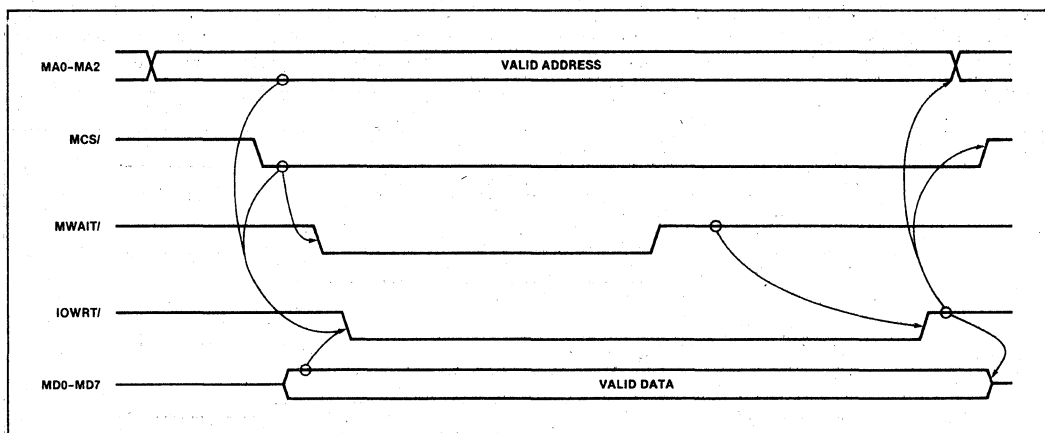 MA0-MA2
VALID ADDRESS
MCS/
MWAIT/
IOWRT/
MD0-MD7
VALID DATA